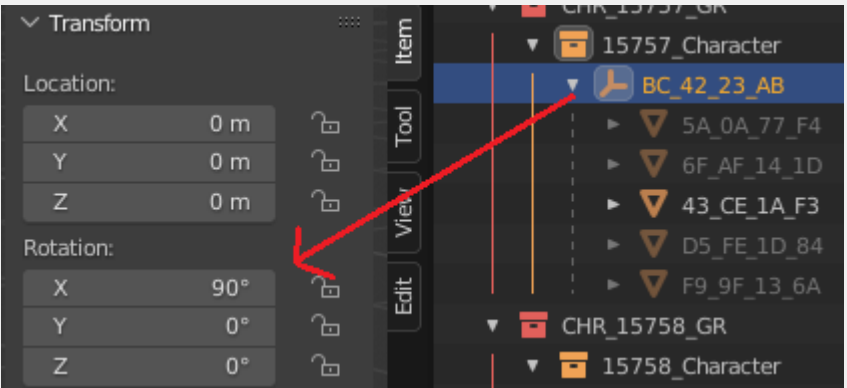 Transform
Location:
X 0 m
Y 0 m
Z 0 m
Rotation:
X 90°
Y 0°
Z 0°
Item
Tool
View
Edit
CHR_15757_GR
15757_Character
BC_42_23_AB
5A_0A_77_F4
6F_AF_14_1D
43_CE_1A_F3
D5_FE_1D_84
F9_9F_13_6A
CHR_15758_GR
15758_Character